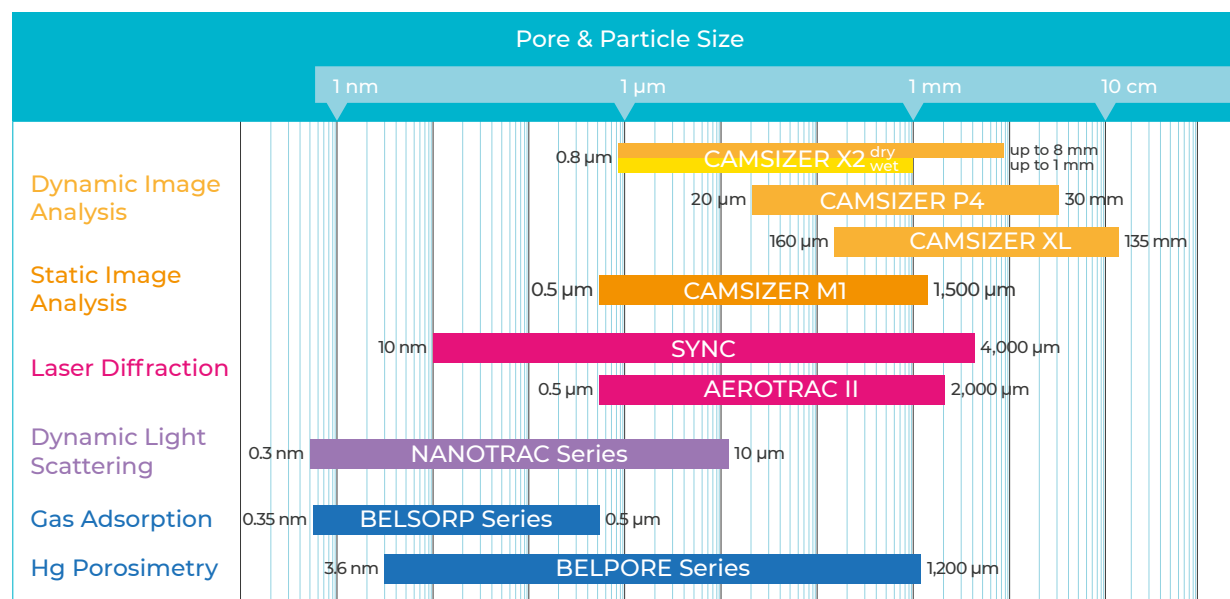 Pore & Particle Size
1 nm 1 µm 1 mm 10 cm
Dynamic Image
Analysis
0.8 µm CAMSIZER X2 dry wet up to 8 mm
up to 1 mm
20 µm CAMSIZER P4 30 mm
160 µm CAMSIZER XL 135 mm
Static Image
Analysis
0.5 µm CAMSIZER M1 1,500 µm
Laser Diffraction
10 nm SYNC 4,000 µm
0.5 µm AEROTRAC II 2,000 µm
Dynamic Light
Scattering
0.3 nm NANOTRAC Series 10 µm
Gas Adsorption 0.35 nm BELSORP Series 0.5 µm
Hg Porosimetry 3.6 nm BELPORE Series 1,200 µm